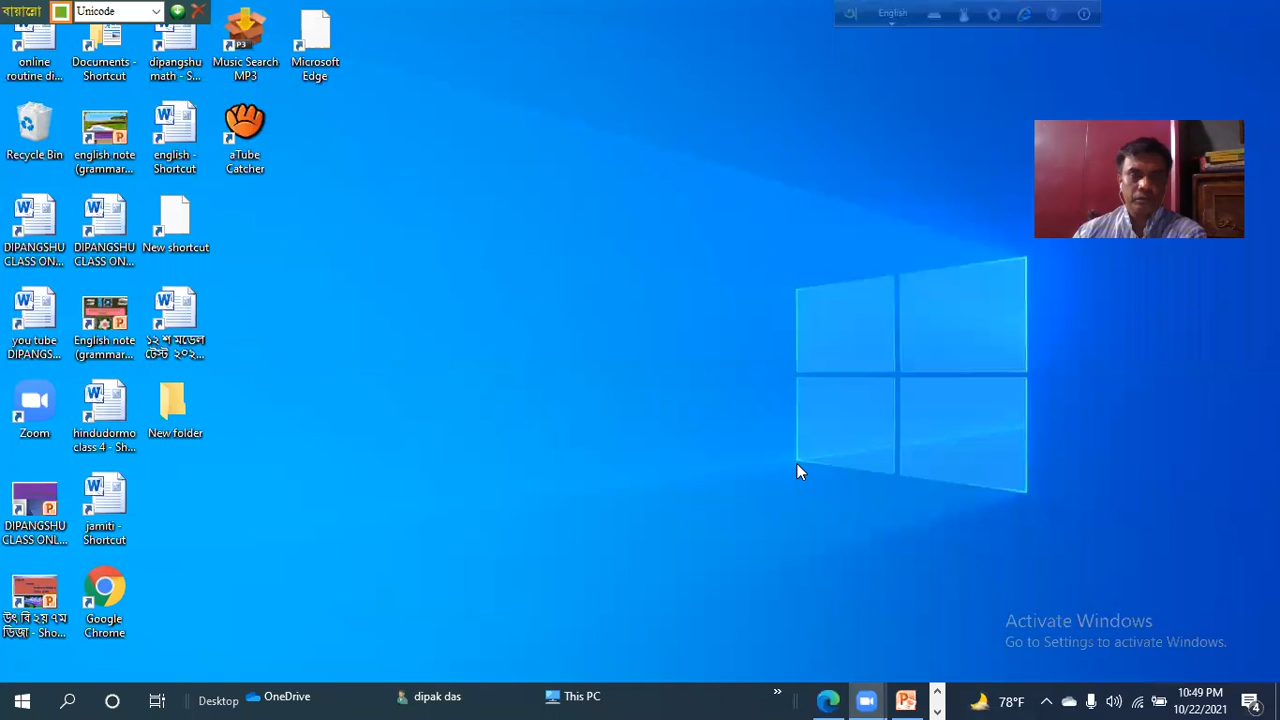 বায়ান্নো
Unicode
English
online
routine di...
Documents -
Shortcut
dipangshu
math - S...
P3
Music Search
MP3
Microsoft
Edge
Recycle Bin
english note
(grammar...
english -
Shortcut
aTube
Catcher
DIPANGSHU
CLASS ON...
DIPANGSHU
CLASS ON...
New shortcut
you tube
DIPANGS...
English note
(grammar...
১২ শ মডেল
টেস্ট ২০২...
Zoom
hindudormo
class 4 - Sh...
New folder
DIPANGSHU
CLASS ONL...
jamiti -
Shortcut
উৎ বি ২য় ৭ম
ডিজা - Sho...
Google
Chrome
Activate Windows
Go to Settings to activate Windows.
Desktop
OneDrive
dipak das
This PC
78°F
10:49 PM
10/22/2021
4